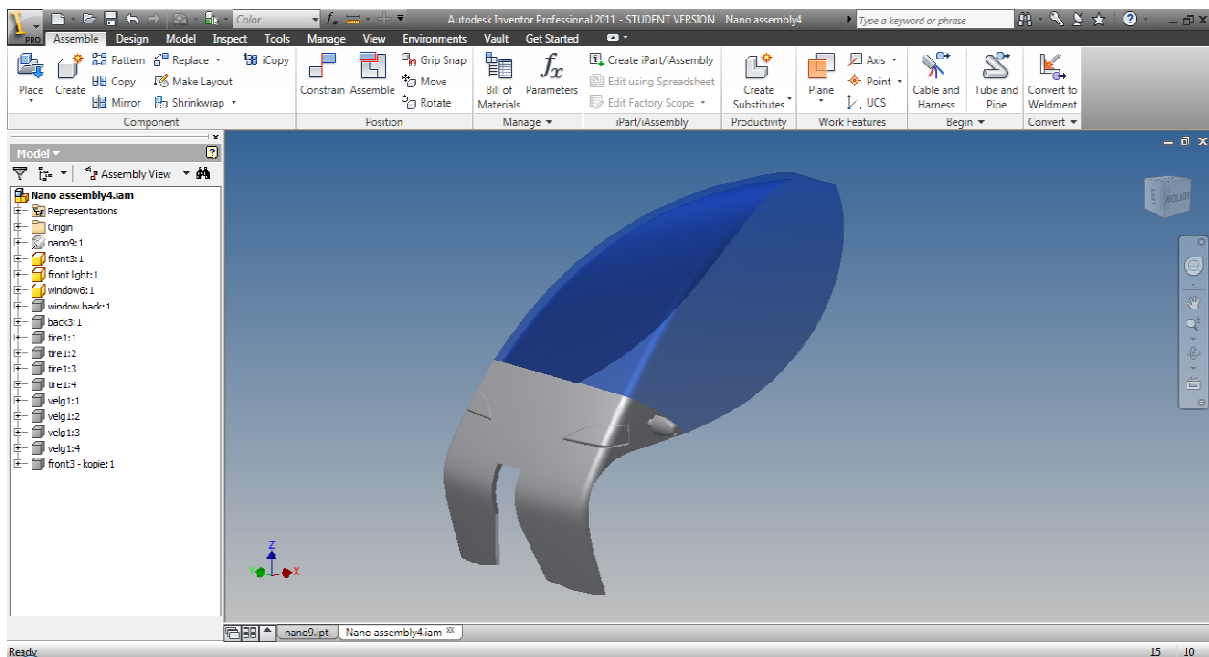 Color
Autodesk Inventor Professional 2011 - STUDENT VERSION Nano assembly4
Type a keyword or phrase
PRO Assemble Design Model Inspect Tools Manage View Environments Vault Get Started
Place
Create
Pattern Replace
Copy Make Layout
Mirror Shrinkwrap
iCopy
Component
Constrain Assemble
Grip Snap
Move
Rotate
Position
Bill of Materials
Parameters
Manage
Create iPart/iAssembly
Edit using Spreadsheet
Edit Factory Scope
iPart/iAssembly
Create Substitutes
Productivity
Plane
Axis
Point
UCS
Work Features
Cable and Harness
Tube and Pipe
Begin
Convert to Weldment
Convert
Model
Assembly View
Nano assembly4.iam
Representations
Origin
nano9:1
front3:1
front light:1
window6:1
window back:1
back3:1
tire1:1
tire1:2
tire1:3
tire1:4
velg1:1
velg1:2
velg1:3
velg1:4
front3 - kopie:1
LEFT BOTTOM
Z
Y X
nano9.ipt Nano assembly4.iam
Ready 15 10